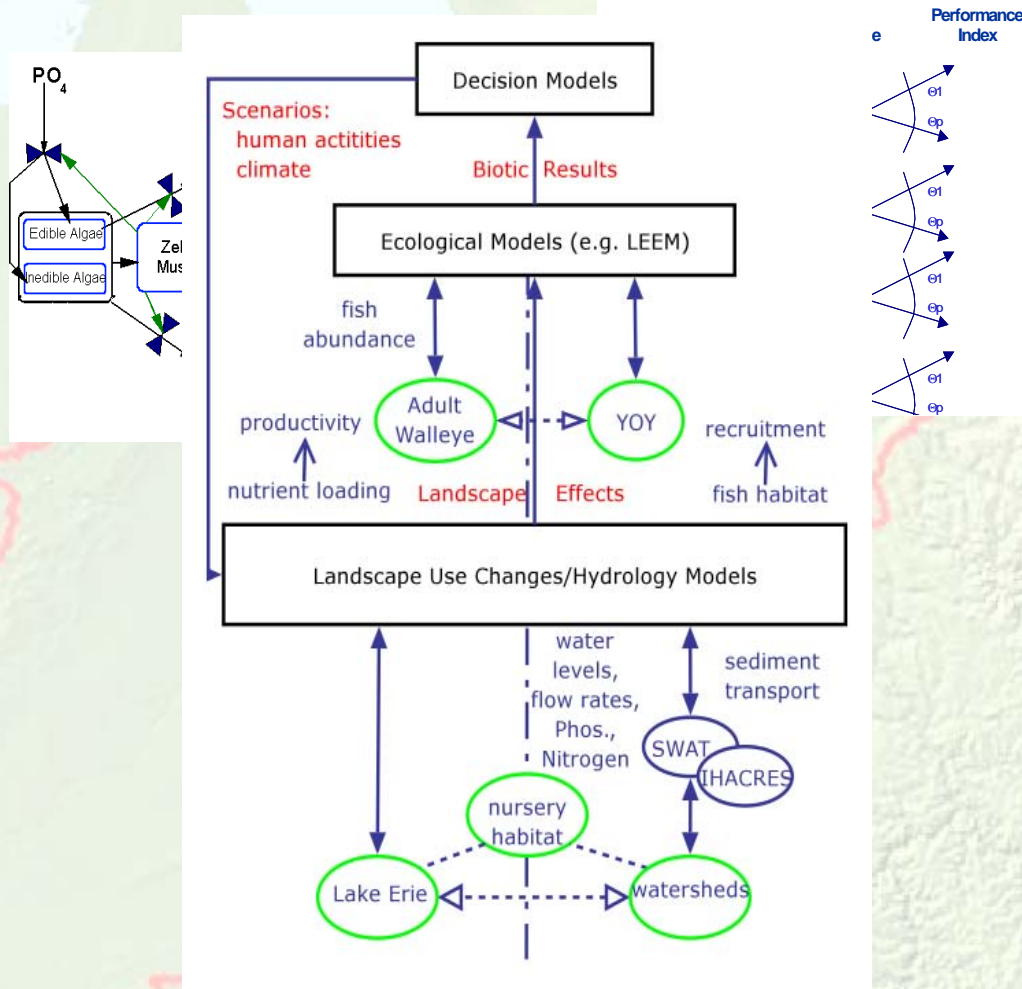 Performance
Index
e
PO4
Edible Algae
nedible Algae
Zel
Mus
Decision Models
Scenarios:
human actitities
climate
Biotic Results
Ecological Models (e.g. LEEM)
fish
abundance
Adult
Walleye
YOY
productivity
nutrient loading
recruitment
fish habitat
Landscape Effects
Landscape Use Changes/Hydrology Models
water
levels,
flow rates,
Phos.,
Nitrogen
sediment
transport
SWAT
IHACRES
nursery
habitat
Lake Erie
watersheds
Θ1
Θp
Θ1
Θp
Θ1
Θp
Θ1
Θp